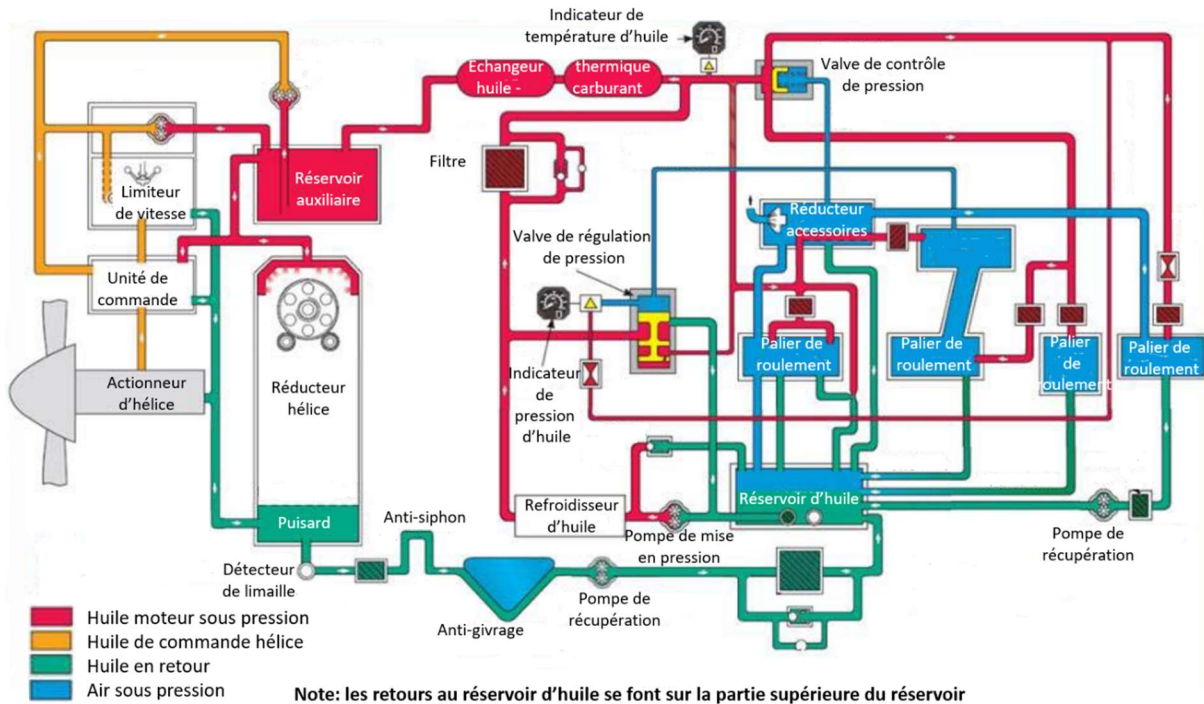 Indicateur de
température d'huile
Echangeur
huile -
thermique
carburant
Valve de contrôle
de pression
Filtre
Limiteur
de vitesse
Réservoir
auxiliaire
Réducteur
accessoires
Valve de régulation
de pression
Unité de
commande
Palier de
roulement
Palier de
roulement
Palier
de
roulement
Palier de
roulement
Indicateur
de
pression
d'huile
Actionneur
d'hélice
Réducteur
hélice
Réservoir d'huile
Refroidisseur
d'huile
Puisard
Anti-siphon
Pompe de mise
en pression
Pompe de
récupération
Détecteur
de limaille
Anti-givrage
Pompe de
récupération
Huile moteur sous pression
Huile de commande hélice
Huile en retour
Air sous pression
Note: les retours au réservoir d'huile se font sur la partie supérieure du réservoir